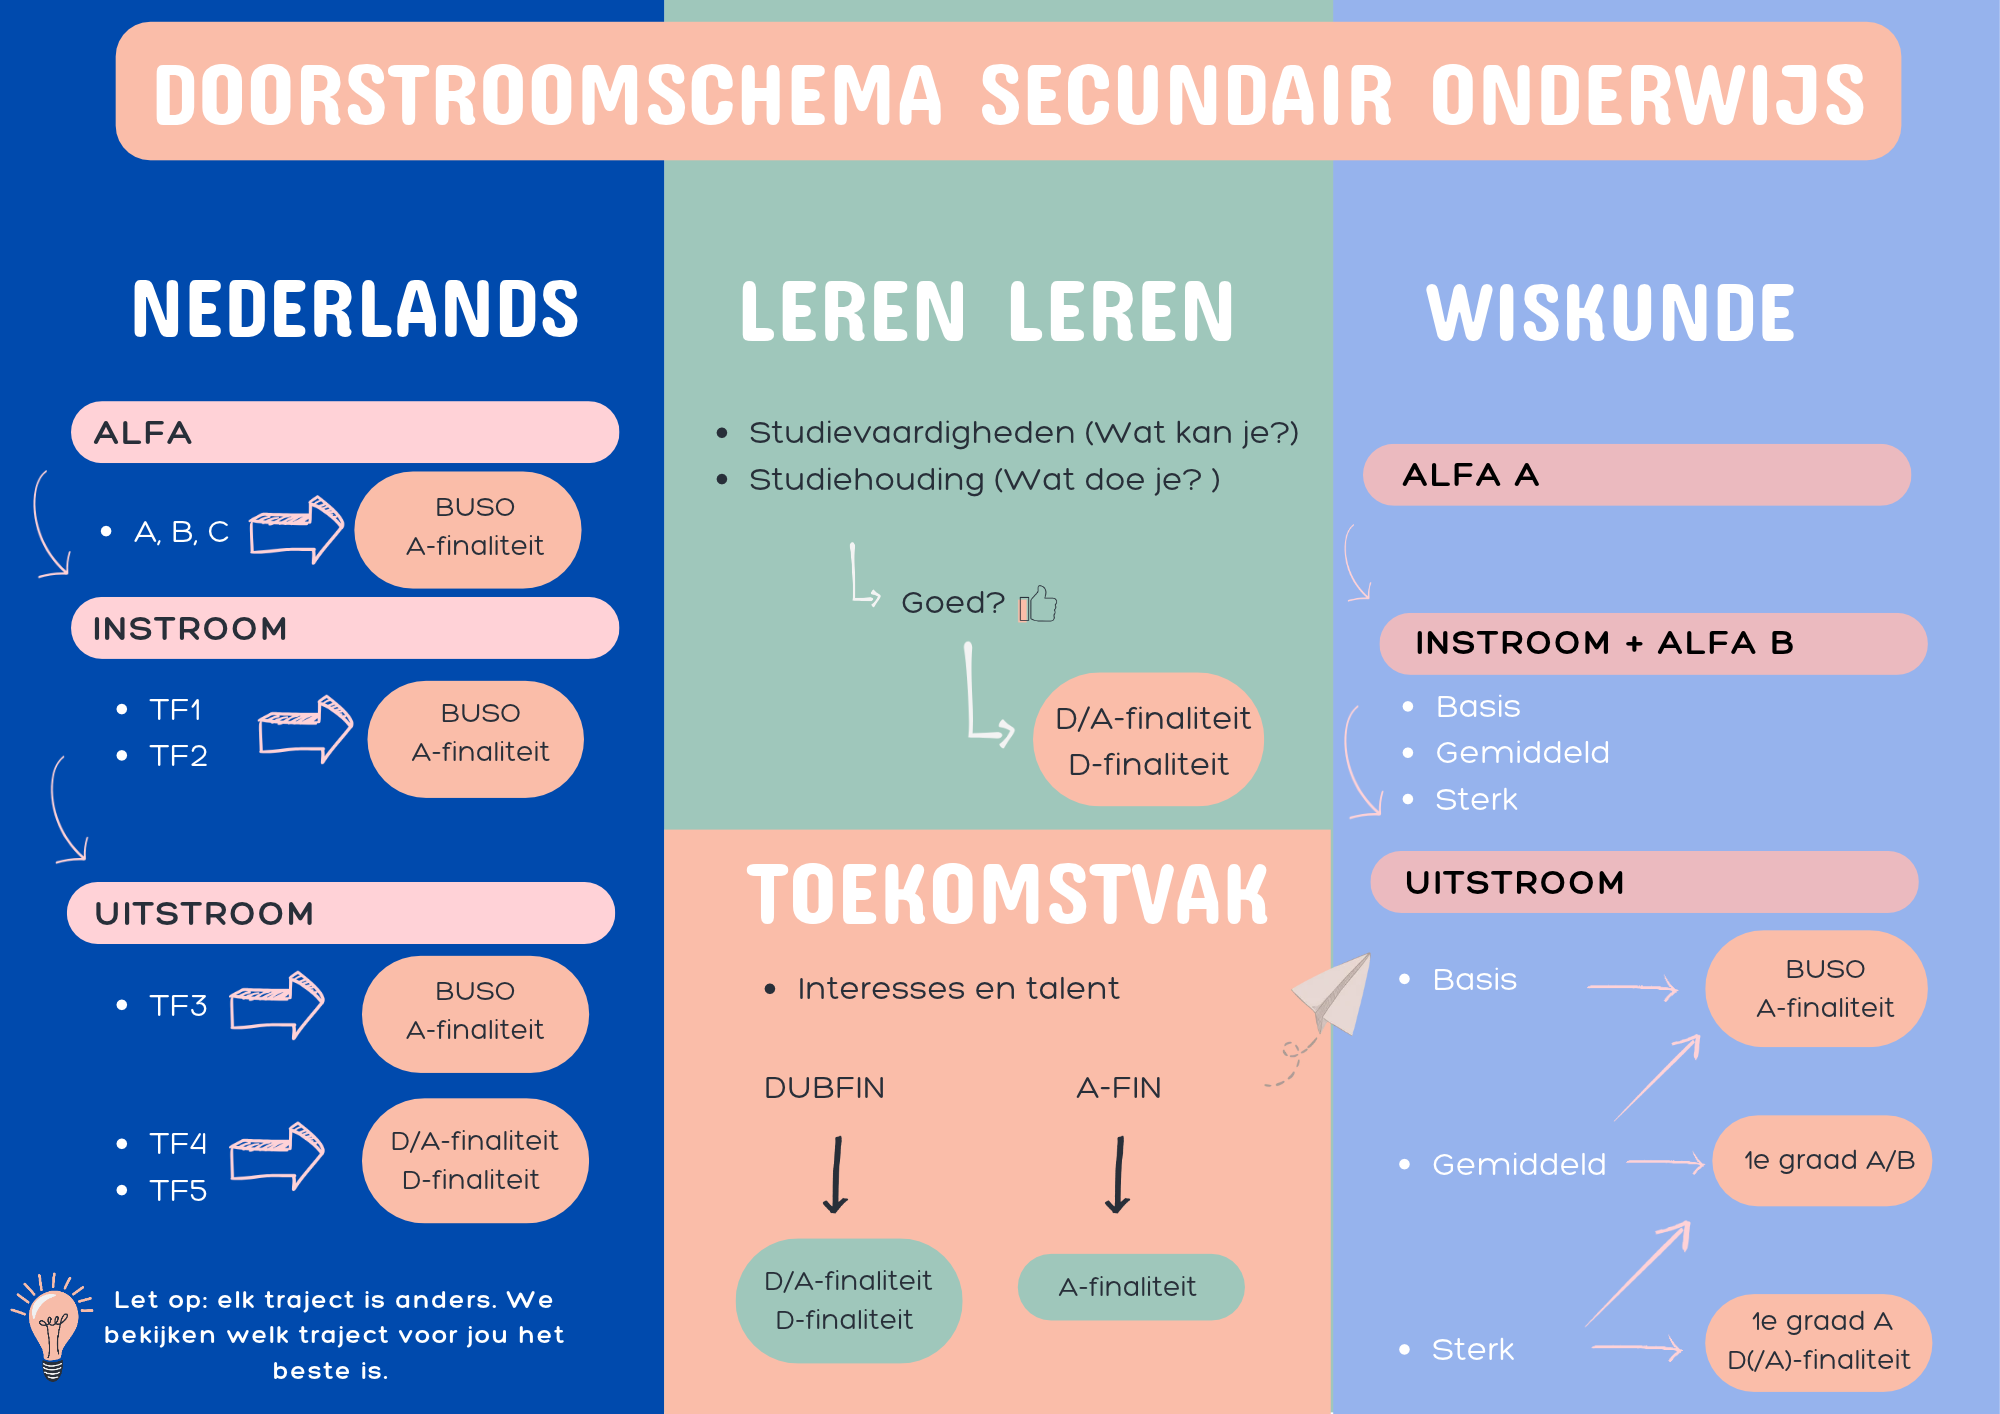 DOORSTROOMSCHEMA SECUNDAIR ONDERWIJS
NEDERLANDS
ALFA
A, B, C
BUSO
A-finaliteit
INSTROOM
TF1
TF2
BUSO
A-finaliteit
UITSTROOM
TF3
BUSO
A-finaliteit
TF4
TF5
D/A-finaliteit
D-finaliteit
Let op: elk traject is anders. We
bekijken welk traject voor jou het
beste is.
LEREN LEREN
Studievaardigheden (Wat kan je?)
Studiehouding (Wat doe je? )
Goed?
D/A-finaliteit
D-finaliteit
TOEKOMSTVAK
Interesses en talent
DUBFIN
A-FIN
D/A-finaliteit
D-finaliteit
A-finaliteit
WISKUNDE
ALFA A
INSTROOM + ALFA B
Basis
Gemiddeld
Sterk
UITSTROOM
Basis
BUSO
A-finaliteit
Gemiddeld
1e graad A/B
Sterk
1e graad A
D(/A)-finaliteit